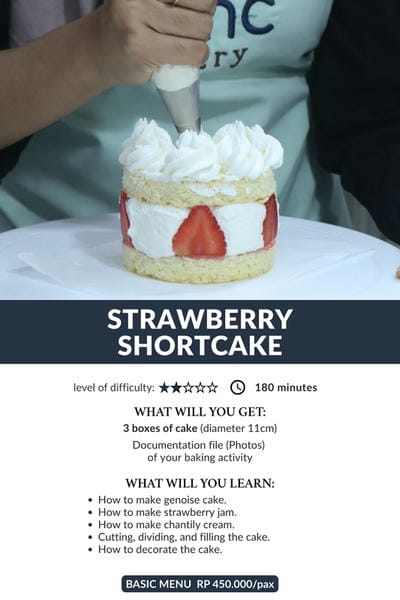 nc
ery
STRAWBERRY
SHORTCAKE
level of difficulty: ★★☆☆☆ 180 minutes
WHAT WILL YOU GET:
3 boxes of cake (diameter 11cm)
Documentation file (Photos)
of your baking activity
WHAT WILL YOU LEARN:
• How to make genoise cake.
• How to make strawberry jam.
• How to make chantily cream.
• Cutting, dividing, and filling the cake.
• How to decorate the cake.
BASIC MENU RP 450.000/pax